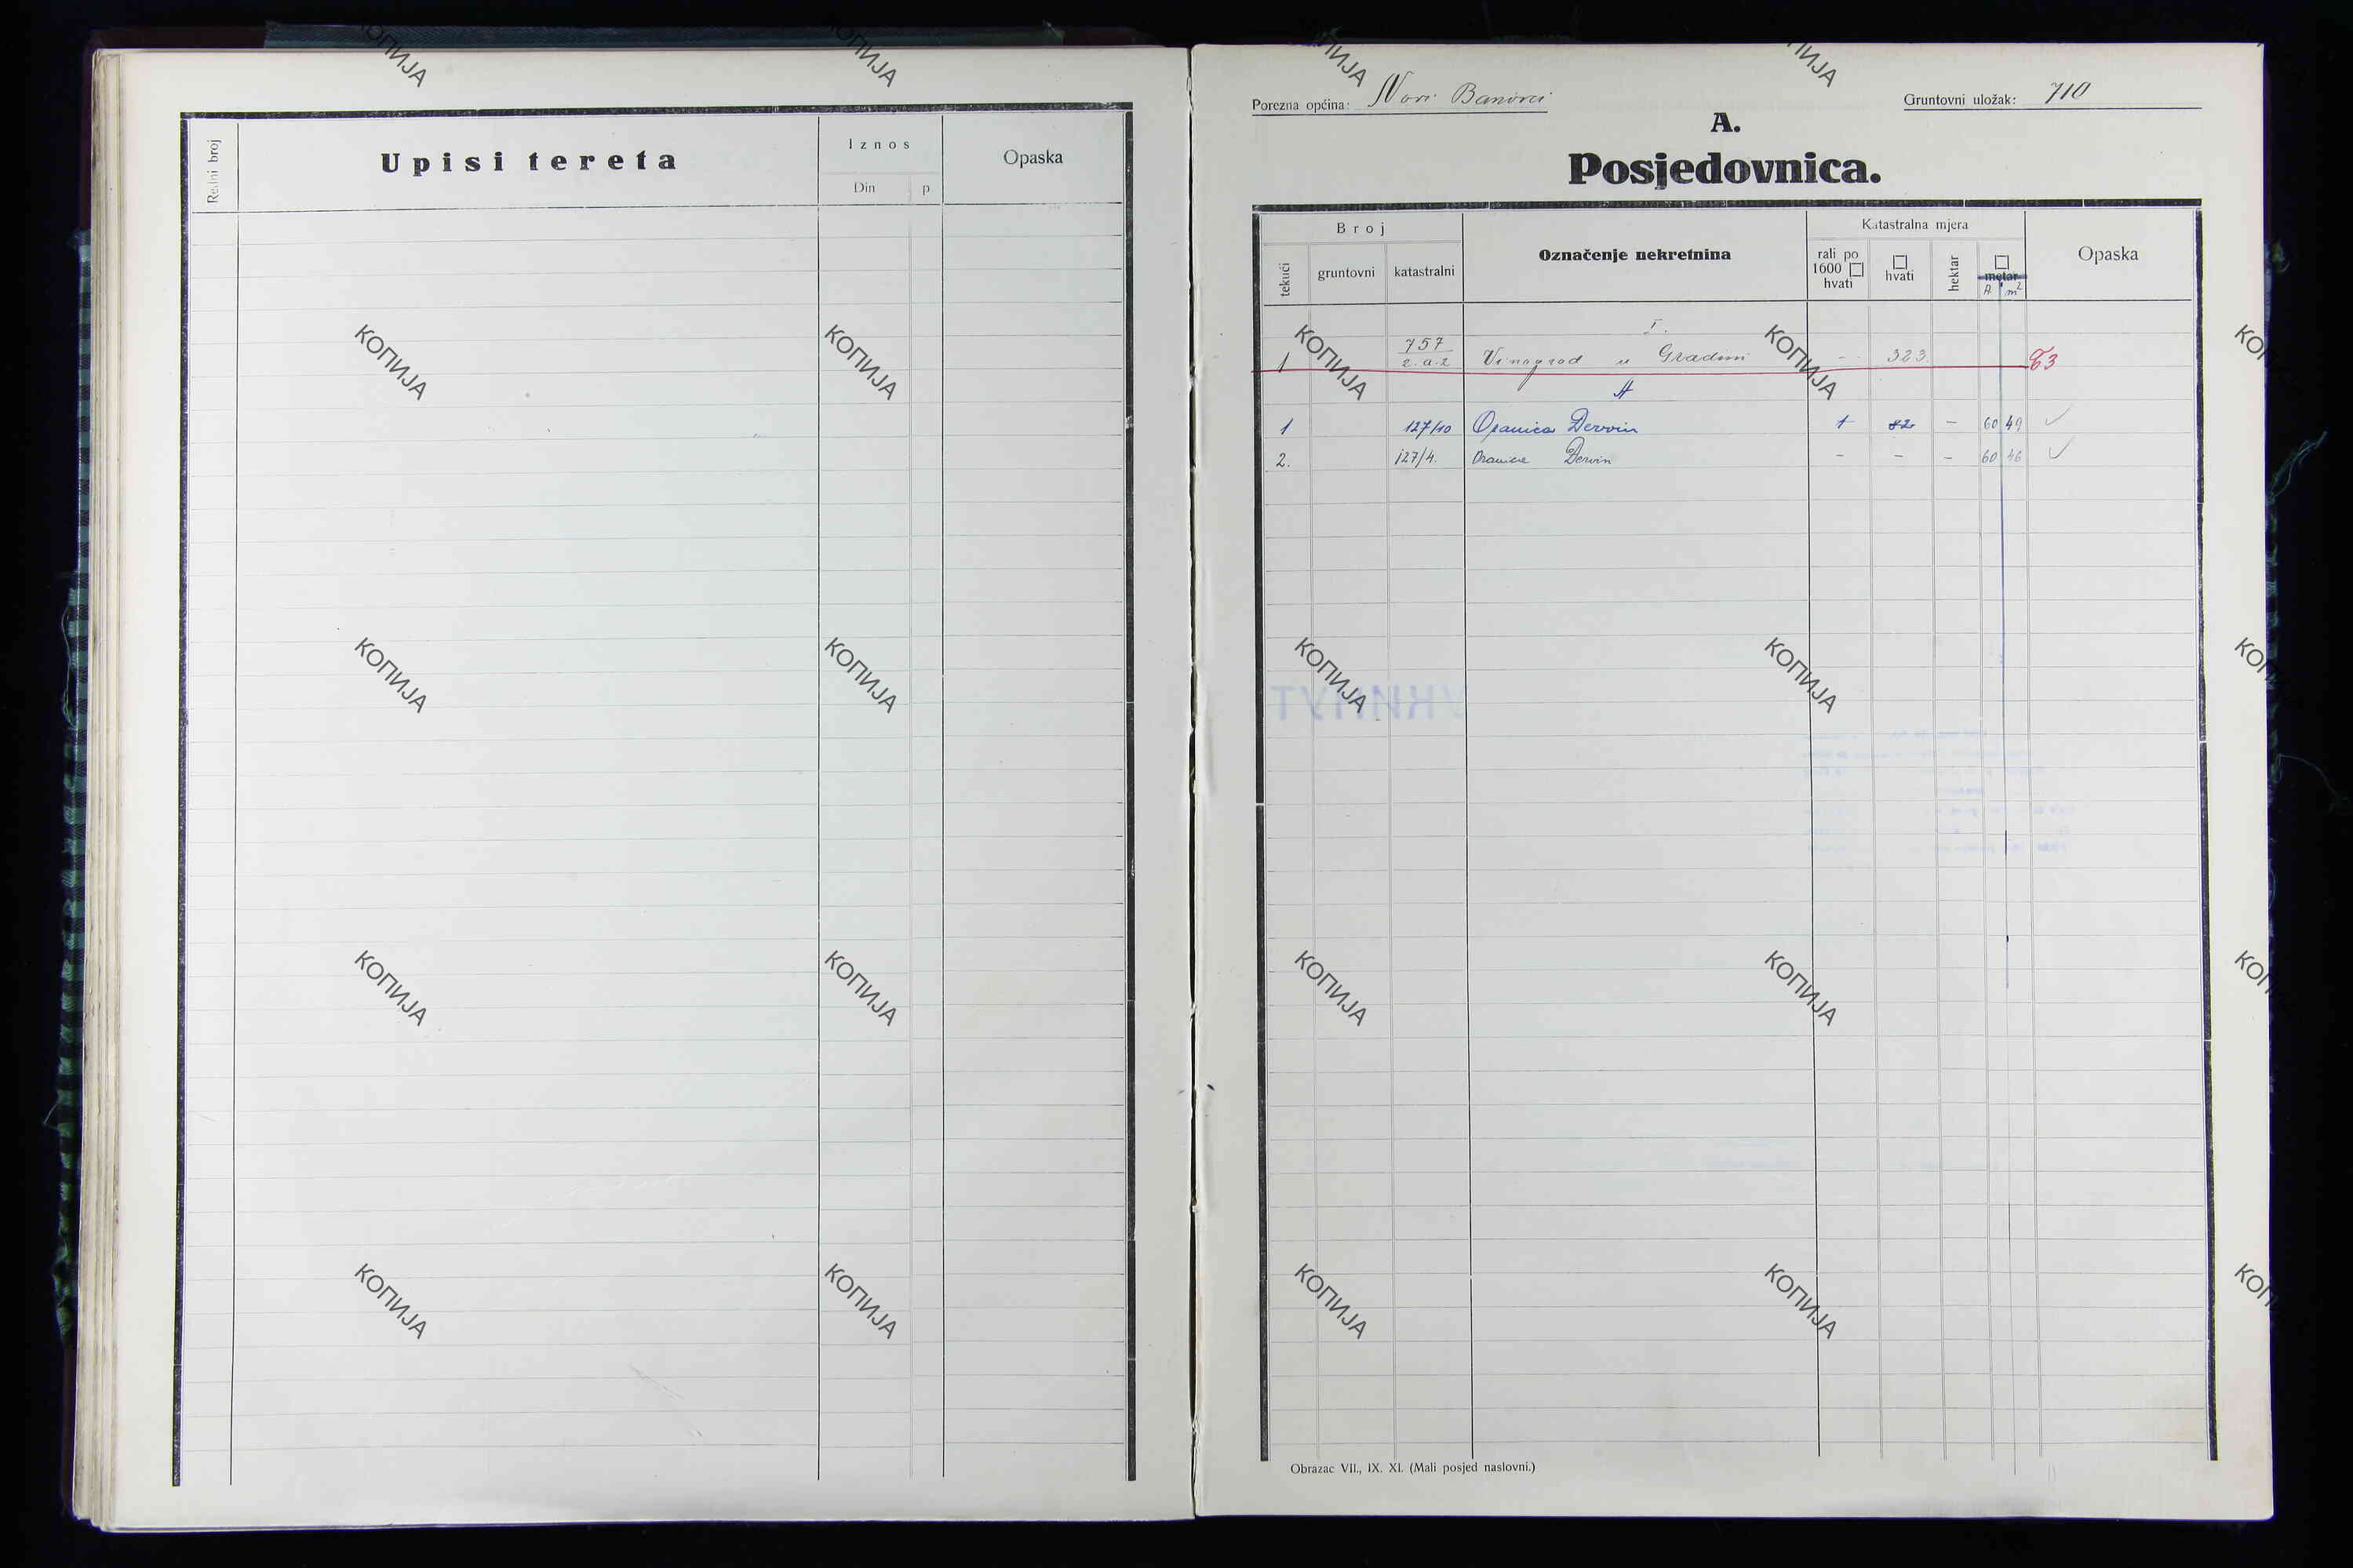 Redni broj
Upisi tereta
Iznos
Din p
Opaska
Porezna općina: Novi Banovci
Gruntovni uložak: 710
A.
Posjedovnica.
Broj
tekući
gruntovni
katastralni
Označenje nekretnina
Katastralna mjera
rali po 1600 □ hvati
□ hvati
hektar
□ metar
A m²
Opaska
I.
1 757/2.a.2 Vinograd u Gradini - 323
A
1 127/10 Oranica Dervin 1 82 - 60 49 ✓
2. 127/4. Oranica Dervin - - - 60 46 ✓
УКИНУТ
Obrazac VII., IX. XI. (Mali posjed naslovni.)
КОПИЈА КОПИЈА КОПИЈА КОПИЈА
КОПИЈА КОПИЈА КОПИЈА КОПИЈА
КОПИЈА КОПИЈА КОПИЈА КОПИЈА
КОПИЈА КОПИЈА КОПИЈА КОПИЈА
КОПИЈА КОПИЈА КОПИЈА КОПИЈА